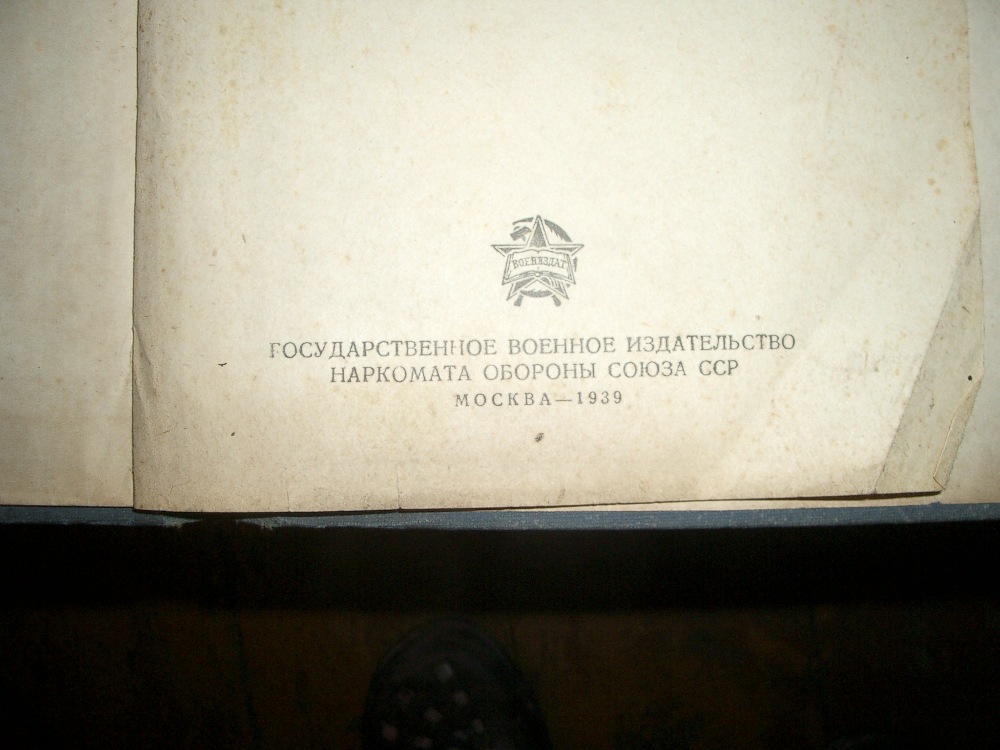 ВОЕНИЗДАТ
ГОСУДАРСТВЕННОЕ ВОЕННОЕ ИЗДАТЕЛЬСТВО
НАРКОМАТА ОБОРОНЫ СОЮЗА ССР
МОСКВА—1939